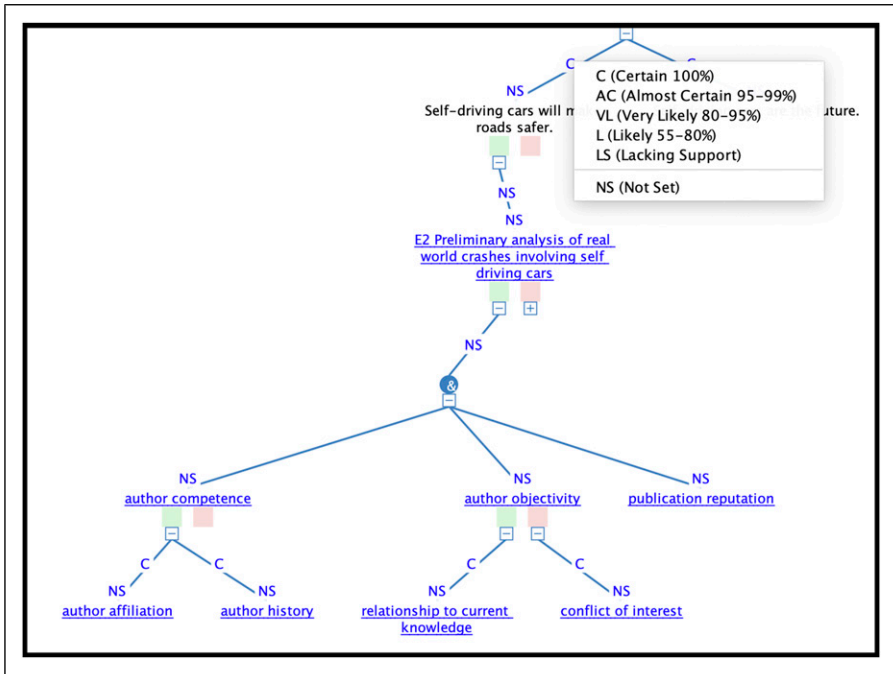 C
C
NS
C (Certain 100%)
AC (Almost Certain 95–99%)
VL (Very Likely 80–95%)
L (Likely 55–80%)
LS (Lacking Support)
NS (Not Set)
Self-driving cars will future.
roads safer.
NS
NS
E2 Preliminary analysis of real
world crashes involving self
driving cars
NS
&
NS
NS
NS
author competence
author objectivity
publication reputation
C
C
C
C
NS
NS
NS
NS
author affiliation
author history
relationship to current
knowledge
conflict of interest